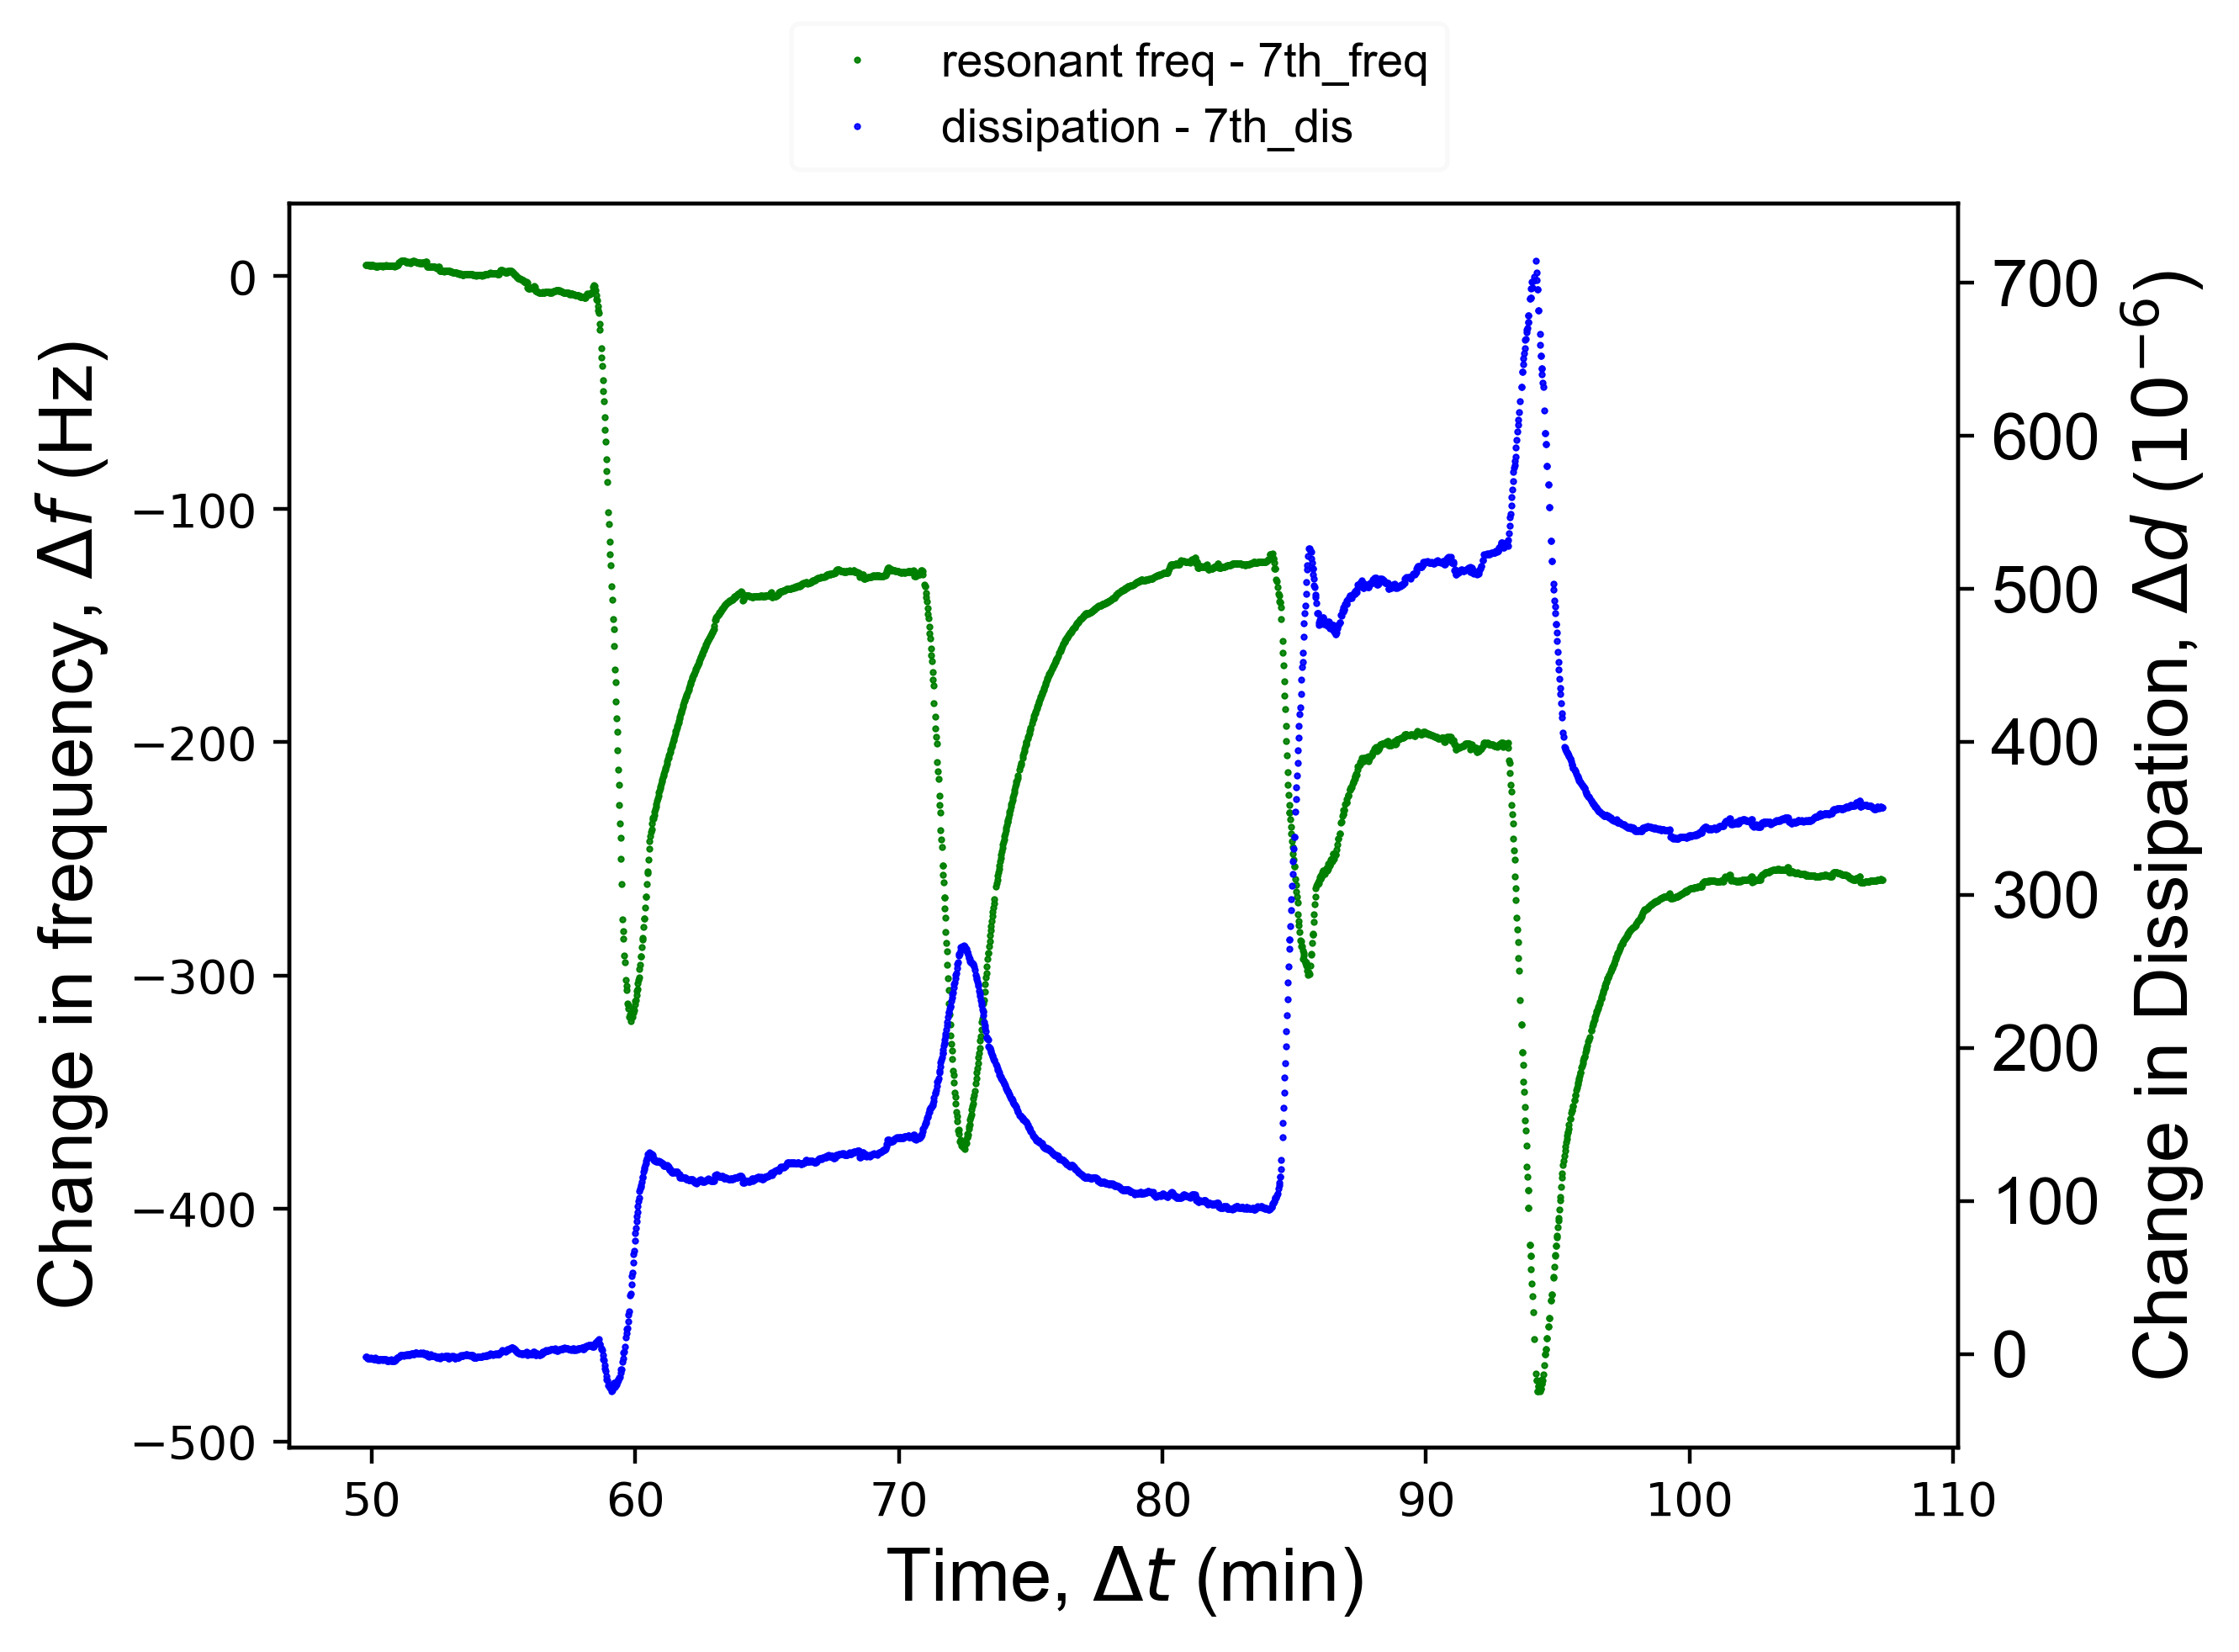 resonant freq - 7th_freq
dissipation - 7th_dis
Change in frequency, Δf (Hz)
0
−100
−200
−300
−400
−500
700
600
500
400
300
200
100
0
Change in Dissipation, Δd (10⁻⁶)
50 60 70 80 90 100 110
Time, Δt (min)